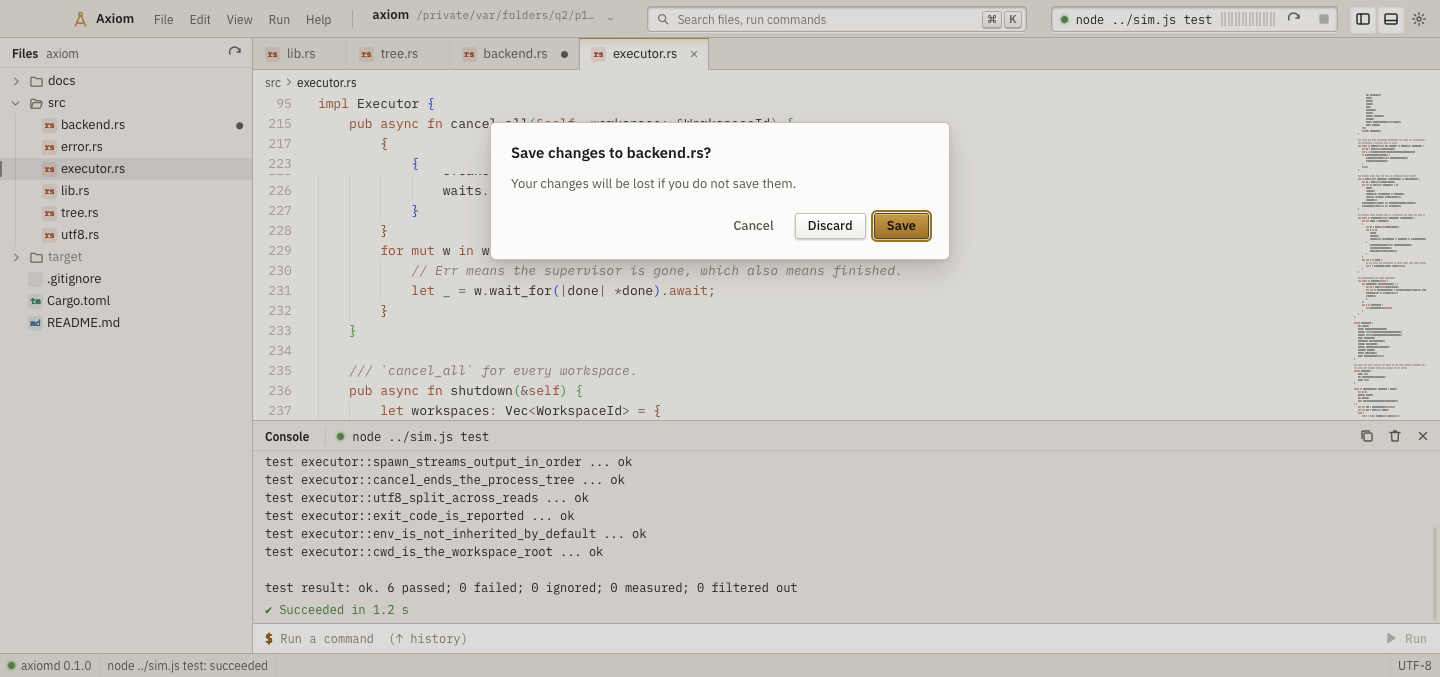 Axiom File Edit View Run Help axiom /private/var/folders/q2/p1… Search files, run commands ⌘ K node ../sim.js test
Files axiom
docs
src
backend.rs
error.rs
executor.rs
lib.rs
tree.rs
utf8.rs
target
.gitignore
Cargo.toml
README.md
rs lib.rs rs tree.rs rs backend.rs rs executor.rs
src executor.rs
95 impl Executor {
215 pub async fn cancel_all(&self, workspace: &WorkspaceId) {
217 {
223 {
226 waits.
227 }
228 }
229 for mut w in w
230 // Err means the supervisor is gone, which also means finished.
231 let _ = w.wait_for(|done| *done).await;
232 }
233 }
234
235 /// `cancel_all` for every workspace.
236 pub async fn shutdown(&self) {
237 let workspaces: Vec<WorkspaceId> = {
Save changes to backend.rs?
Your changes will be lost if you do not save them.
Cancel Discard Save
Console node ../sim.js test
test executor::spawn_streams_output_in_order ... ok
test executor::cancel_ends_the_process_tree ... ok
test executor::utf8_split_across_reads ... ok
test executor::exit_code_is_reported ... ok
test executor::env_is_not_inherited_by_default ... ok
test executor::cwd_is_the_workspace_root ... ok
test result: ok. 6 passed; 0 failed; 0 ignored; 0 measured; 0 filtered out
✔ Succeeded in 1.2 s
$ Run a command (↑ history) Run
axiomd 0.1.0 node ../sim.js test: succeeded UTF-8